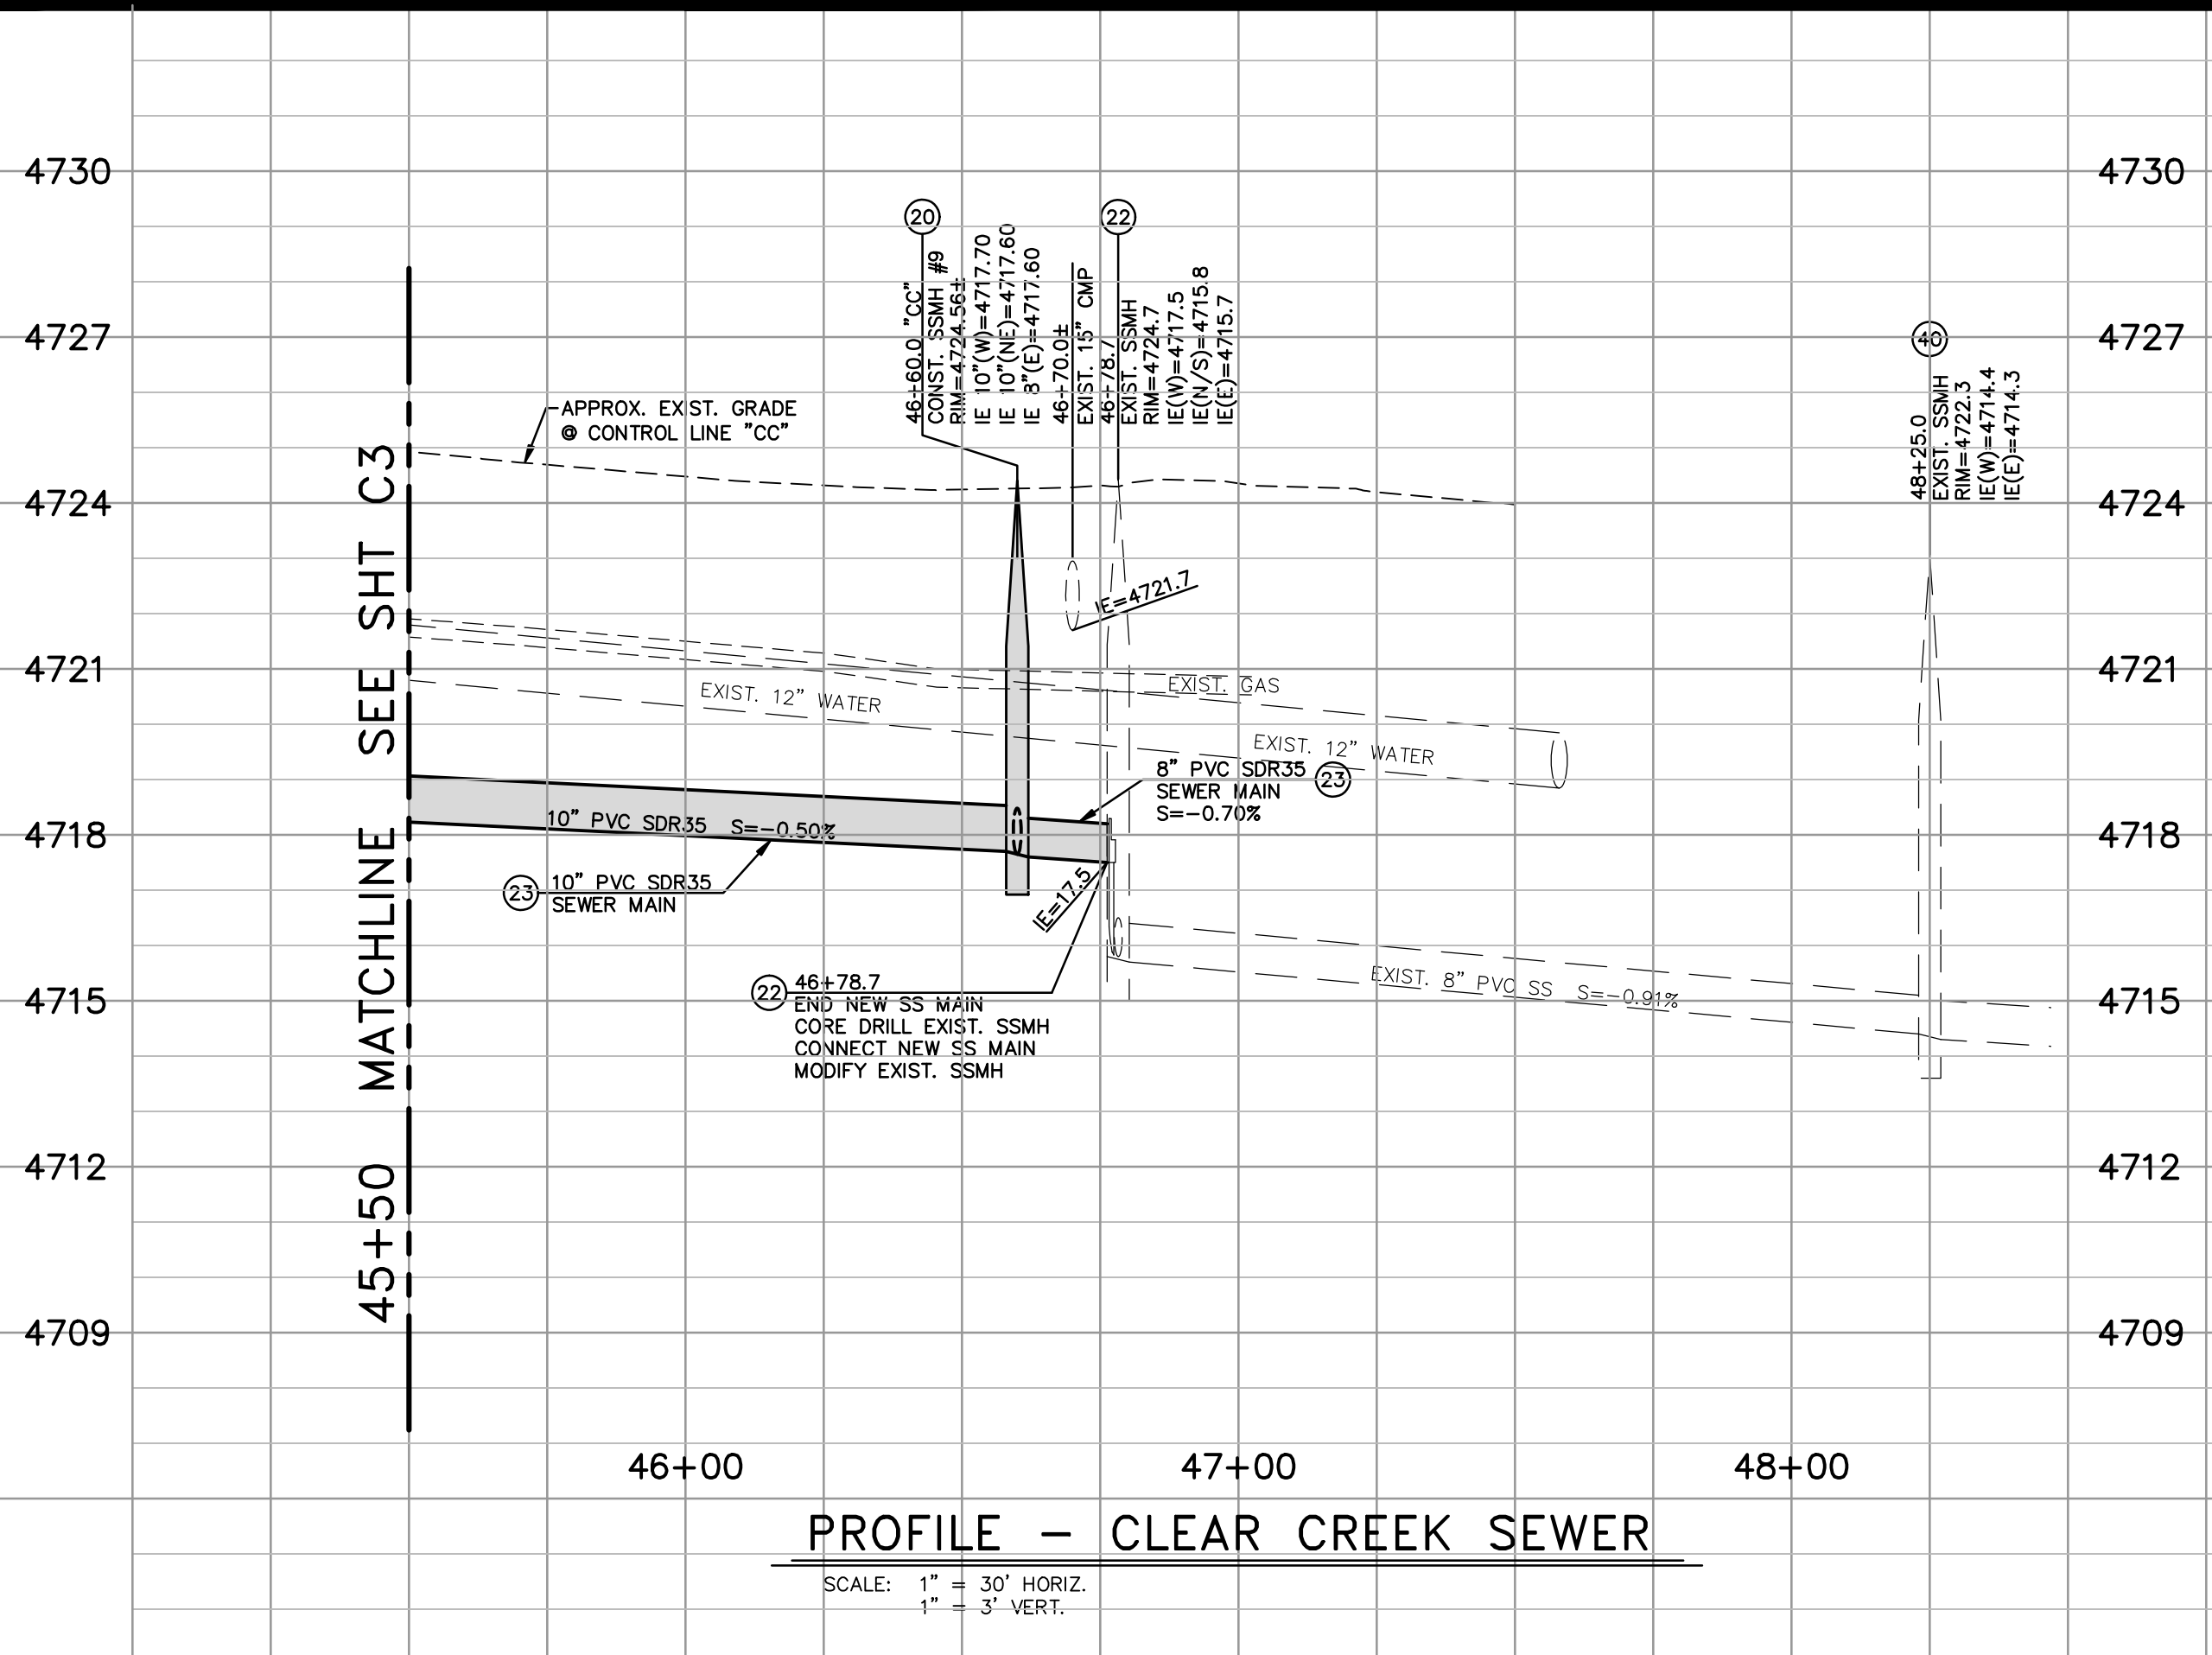 4730
4730
4727
4727
4724
4724
4721
4721
4718
4718
4715
4715
4712
4712
4709
4709
45+50 MATCHLINE SEE SHT C3
APPROX. EXIST. GRADE
@ CONTROL LINE "CC"
20
46+60.0 "CC"
CONST. SSMH #9
RIM=4724.56±
IE 10"(W)=4717.70
IE 10"(NE)=4717.60
IE 8"(E)=4717.60
46+70.0±
EXIST. 15" CMP
22
46+78.7
EXIST. SSMH
RIM=4724.7
IE(W)=4717.5
IE(N/S)=4715.8
IE(E)=4715.7
40
48+25.0
EXIST. SSMH
RIM=4722.3
IE(W)=4714.4
IE(E)=4714.3
IE=4721.7
EXIST. 12" WATER
EXIST. GAS
EXIST. 12" WATER
8" PVC SDR35
SEWER MAIN
S=-0.70%
23
10" PVC SDR35 S=-0.50%
23
10" PVC SDR35
SEWER MAIN
IE=17.5
22
46+78.7
END NEW SS MAIN
CORE DRILL EXIST. SSMH
CONNECT NEW SS MAIN
MODIFY EXIST. SSMH
EXIST. 8" PVC SS S=-0.91%
46+00
47+00
48+00
PROFILE - CLEAR CREEK SEWER
SCALE: 1" = 30' HORIZ.
1" = 3' VERT.